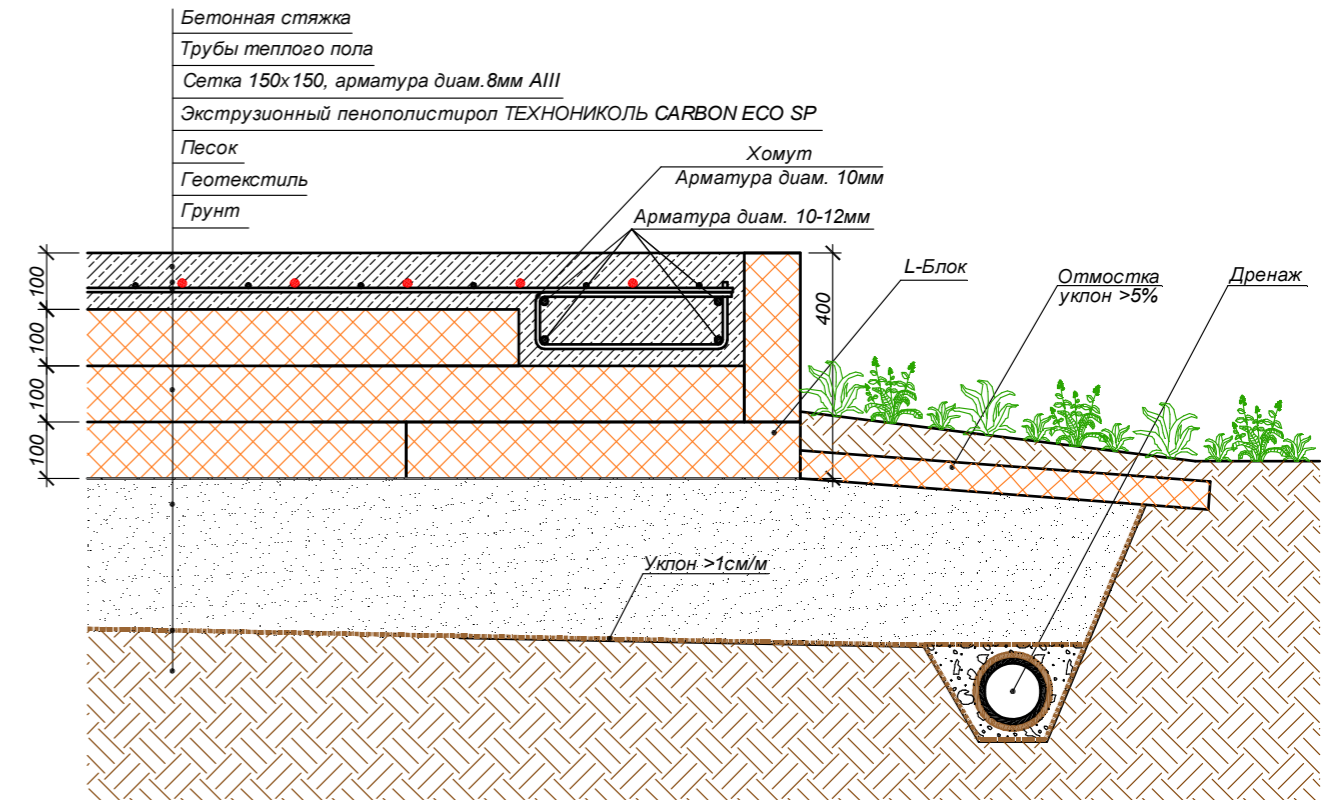 Бетонная стяжка
Трубы теплого пола
Сетка 150x150, арматура диам.8мм АIII
Экструзионный пенополистирол ТЕХНОНИКОЛЬ CARBON ECO SP
Песок
Геотекстиль
Грунт
Хомут
Арматура диам. 10мм
Арматура диам. 10-12мм
L-Блок
Отмостка
уклон >5%
Дренаж
100
100
100
100
400
Уклон >1см/м